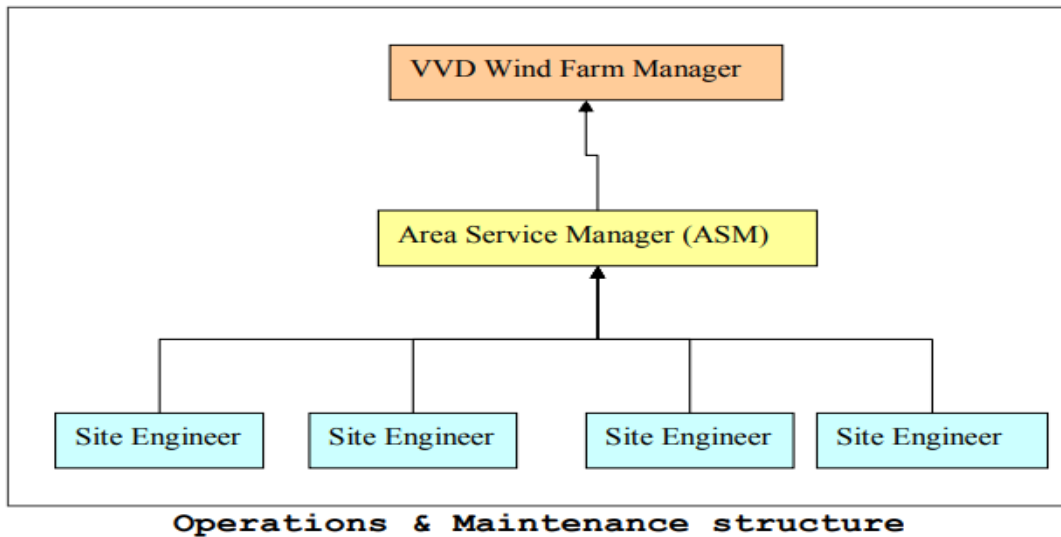 VVD Wind Farm Manager
Area Service Manager (ASM)
Site Engineer
Site Engineer
Site Engineer
Site Engineer
Operations & Maintenance structure